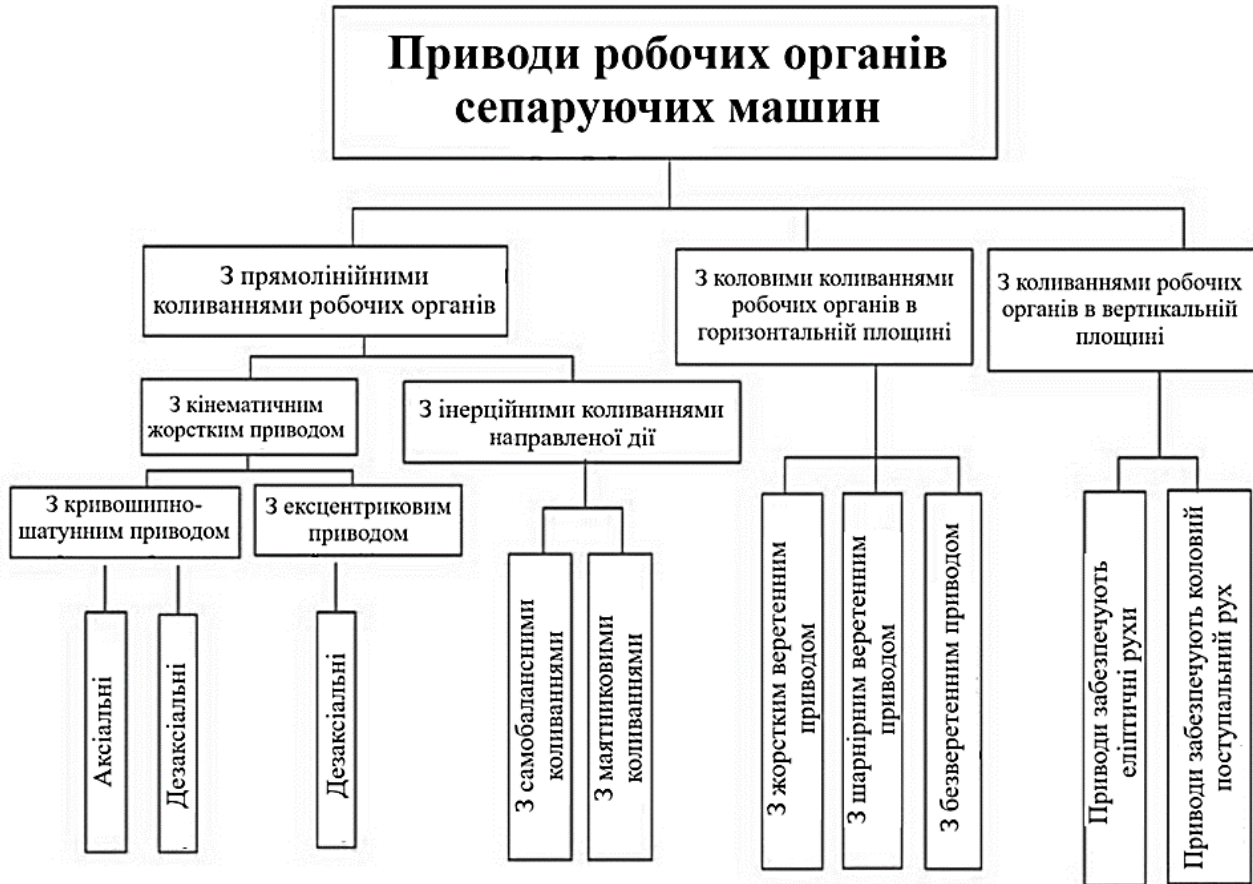 Приводи робочих органів
сепаруючих машин
З прямолінійними
коливаннями робочих органів
З коловими коливаннями
робочих органів в
горизонтальній площині
З коливаннями робочих
органів в вертикальній
площині
З кінематичним
жорстким приводом
З інерційними коливаннями
направленої дії
З кривошипно-
шатунним приводом
З ексцентриковим
приводом
Аксіальні
Дезаксіальні
Дезаксіальні
З самобалансними
коливаннями
З маятниковими
коливаннями
З жорстким веретенним
приводом
З шарнірним веретенним
приводом
З безверетенним приводом
Приводи забезпечують
еліптичні рухи
Приводи забезпечують коловий
поступальний рух